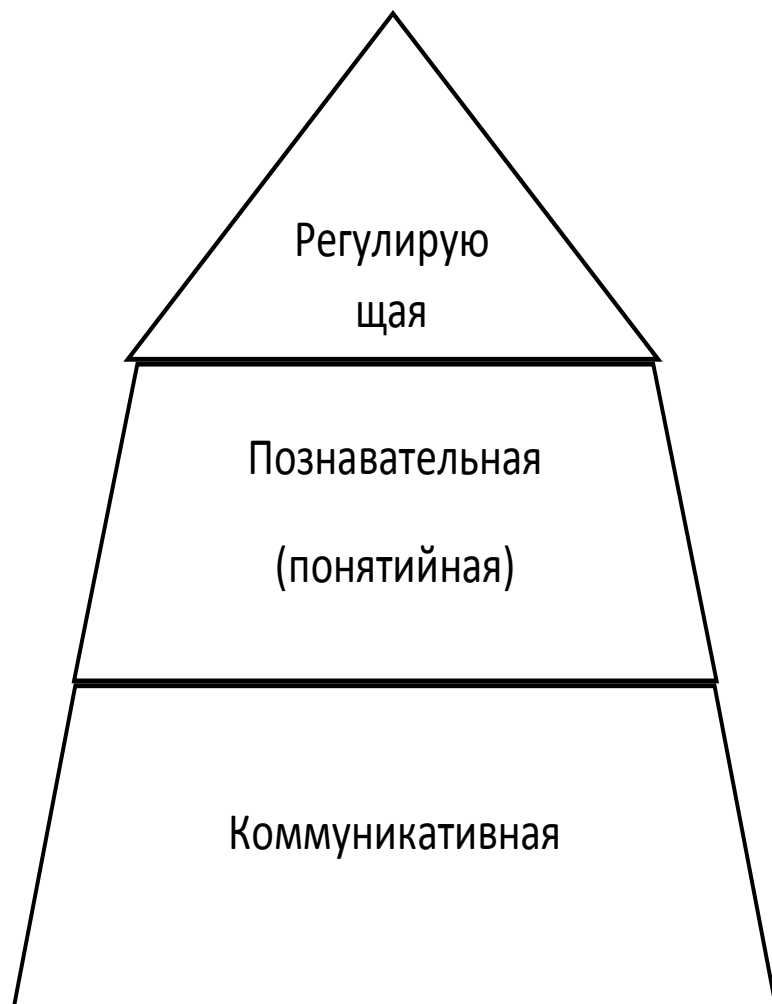 Регулирую
щая
Познавательная
(понятийная)
Коммуникативная